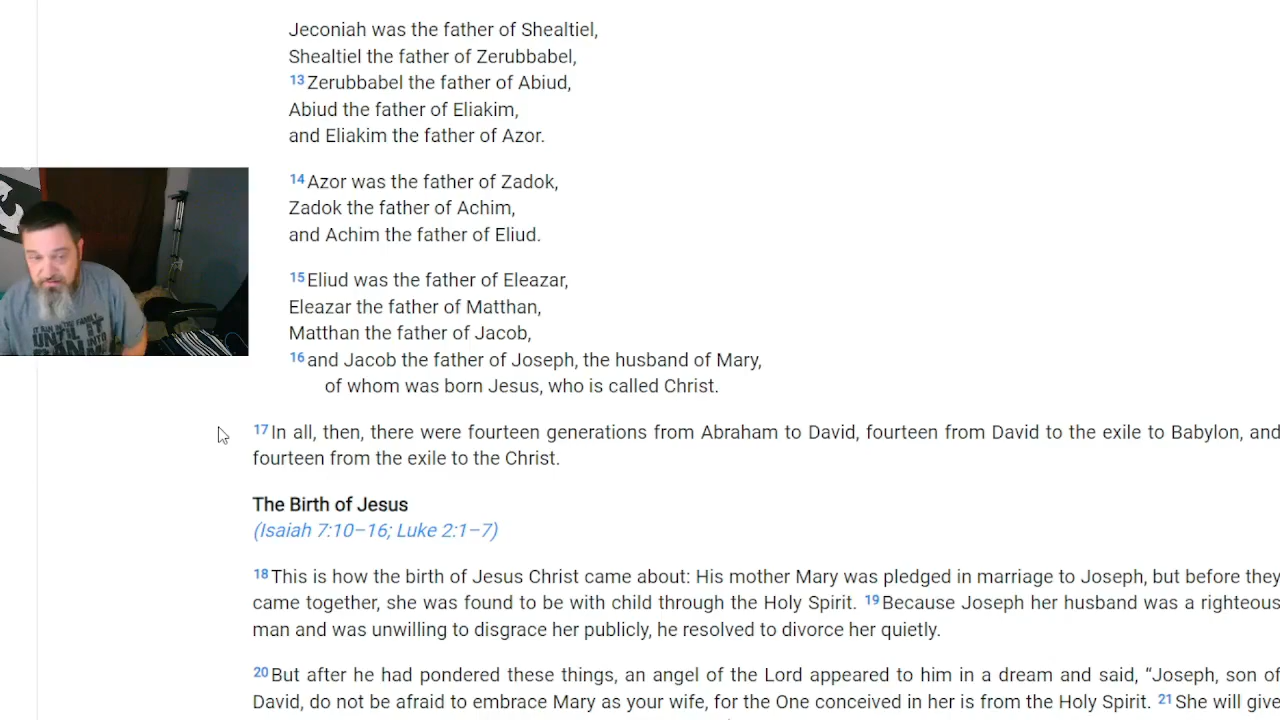 Jeconiah was the father of Shealtiel,
Shealtiel the father of Zerubbabel,
13 Zerubbabel the father of Abiud,
Abiud the father of Eliakim,
and Eliakim the father of Azor.
14 Azor was the father of Zadok,
Zadok the father of Achim,
and Achim the father of Eliud.
15 Eliud was the father of Eleazar,
Eleazar the father of Matthan,
Matthan the father of Jacob,
16 and Jacob the father of Joseph, the husband of Mary,
of whom was born Jesus, who is called Christ.
IT RAN IN THE FAMILY
UNTIL IT
RAN INTO
17 In all, then, there were fourteen generations from Abraham to David, fourteen from David to the exile to Babylon, and
fourteen from the exile to the Christ.
The Birth of Jesus
(Isaiah 7:10–16; Luke 2:1–7)
18 This is how the birth of Jesus Christ came about: His mother Mary was pledged in marriage to Joseph, but before they
came together, she was found to be with child through the Holy Spirit. 19 Because Joseph her husband was a righteous
man and was unwilling to disgrace her publicly, he resolved to divorce her quietly.
20 But after he had pondered these things, an angel of the Lord appeared to him in a dream and said, “Joseph, son of
David, do not be afraid to embrace Mary as your wife, for the One conceived in her is from the Holy Spirit. 21 She will give